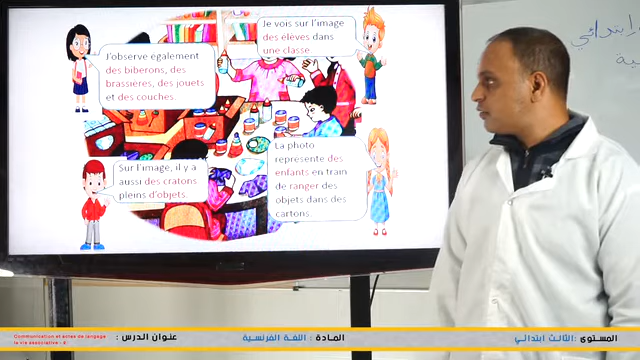 Je vois sur l'image
des élèves dans
une classe.
J'observe également
des biberons, des
brassières, des jouets
et des couches.
La photo
représente des
enfants en train
de ranger des
objets dans des
cartons.
Sur l'image, il y a
aussi des cratons
pleins d'objets.
ابتدائي
المستوى : الثالث ابتدائي
المادة : اللغة الفرنسية
عنوان الدرس :
Communication et actes de langage
la vie associative - 4